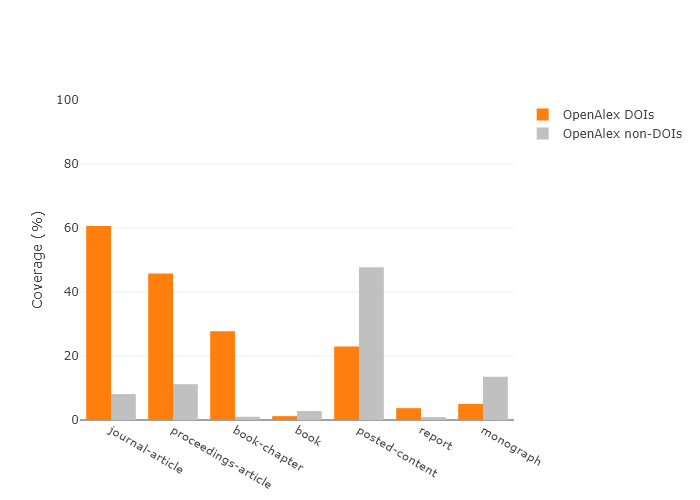 100
80
60
40
20
0
Coverage (%)
journal-article
proceedings-article
book-chapter
book
posted-content
report
monograph
OpenAlex DOIs
OpenAlex non-DOIs